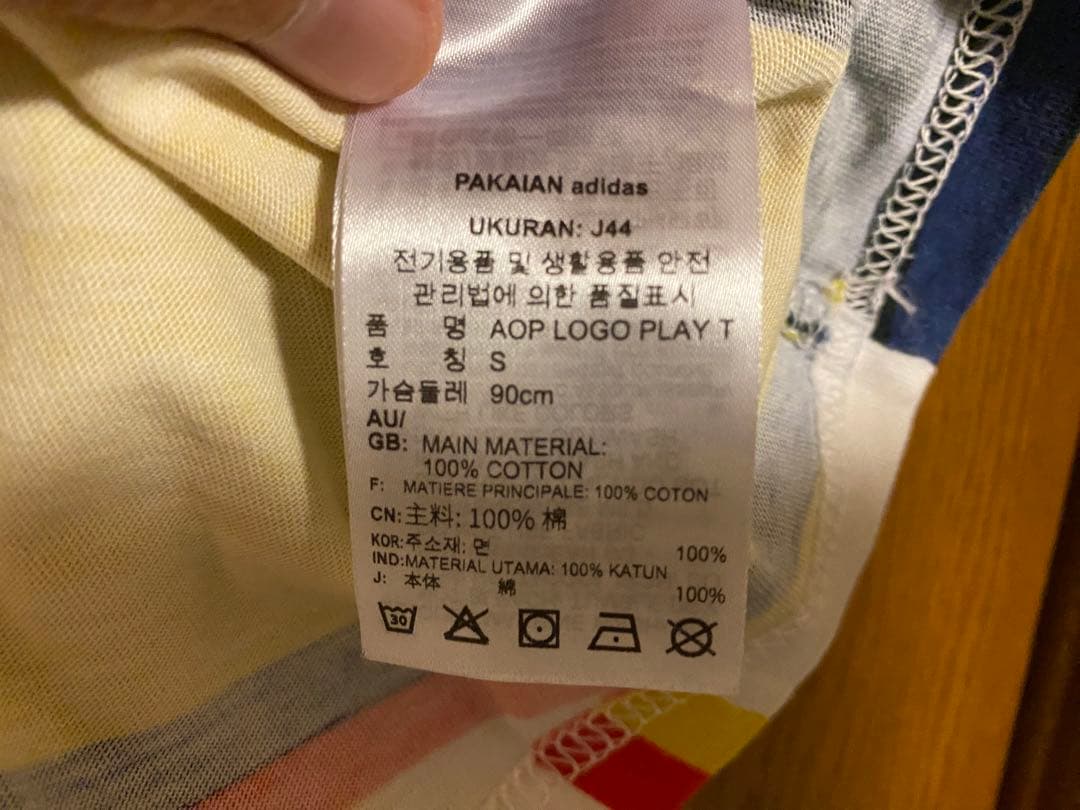 PAKAIAN adidas
UKURAN: J44
전기용품 및 생활용품 안전
관리법에 의한 품질표시
품 명 AOP LOGO PLAY T
호 칭 S
가슴둘레 90cm
AU/
GB: MAIN MATERIAL:
100% COTTON
F: MATIERE PRINCIPALE: 100% COTON
CN:主料: 100% 棉
KOR:주소재: 면 100%
IND:MATERIAL UTAMA: 100% KATUN
J: 本体 綿 100%
30